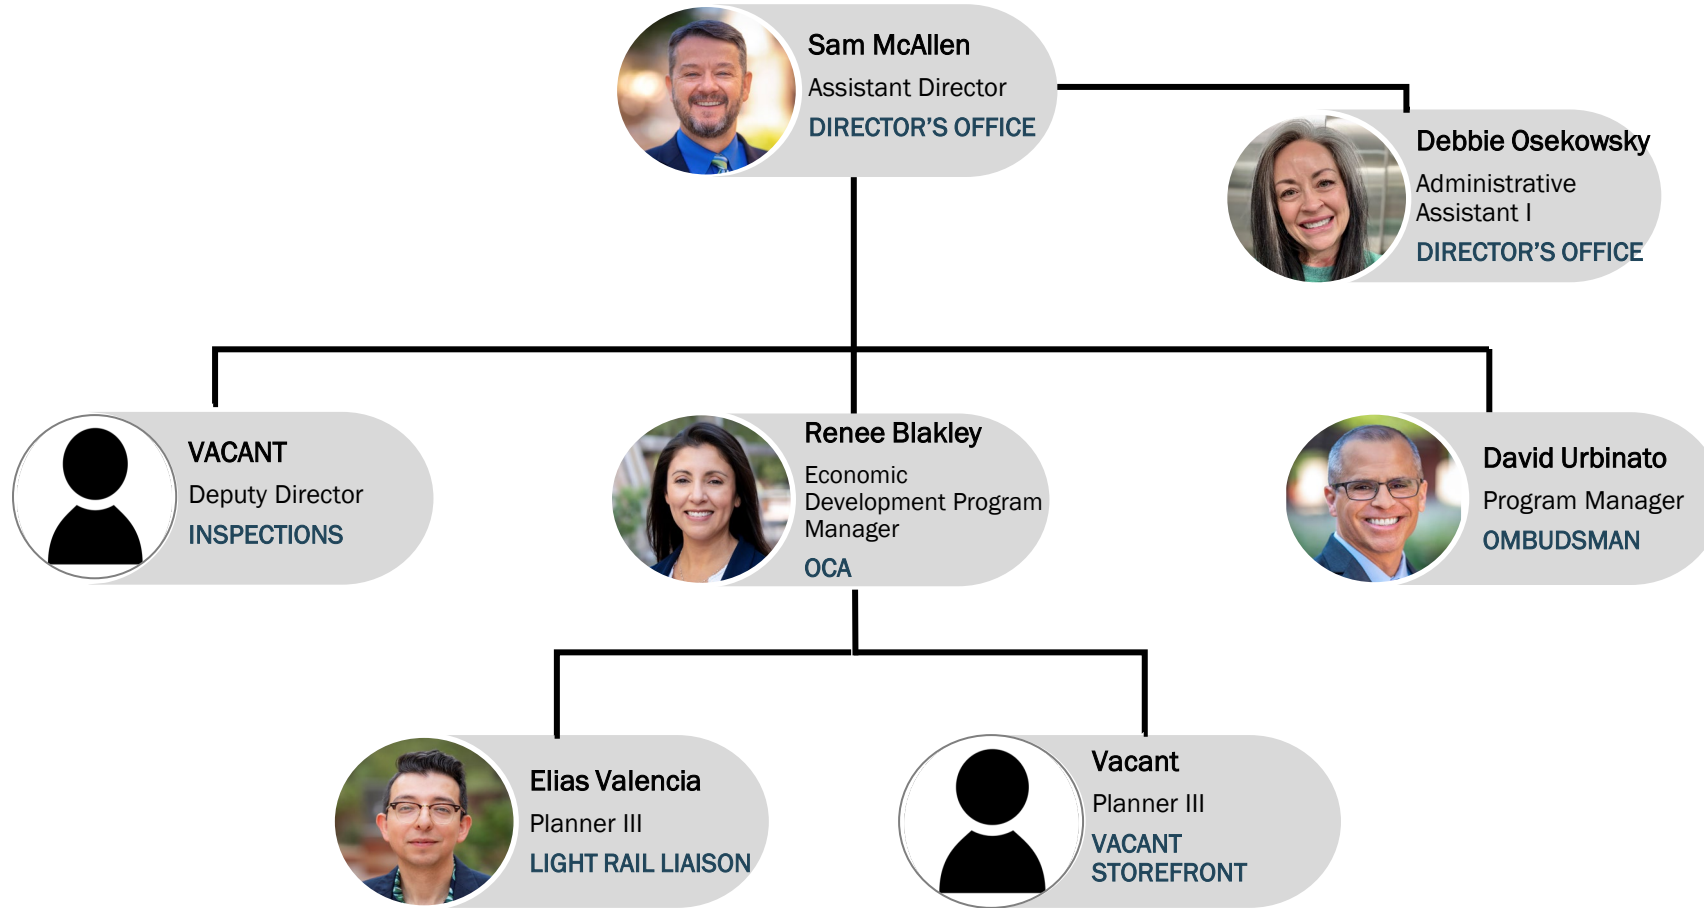 Sam McAllen
Assistant Director
DIRECTOR'S OFFICE
Debbie Osekowsky
Administrative
Assistant I
DIRECTOR'S OFFICE
VACANT
Deputy Director
INSPECTIONS
Renee Blakley
Economic
Development Program
Manager
OCA
David Urbinato
Program Manager
OMBUDSMAN
Elias Valencia
Planner III
LIGHT RAIL LIAISON
Vacant
Planner III
VACANT
STOREFRONT